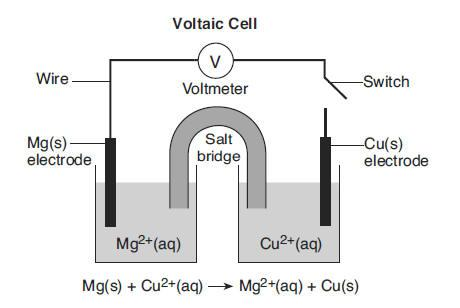 Voltaic Cell
V
Voltmeter
Wire
Switch
Mg(s)
electrode
Salt
bridge
Cu(s)
electrode
Mg2+(aq)
Cu2+(aq)
Mg(s) + Cu2+(aq) → Mg2+(aq) + Cu(s)